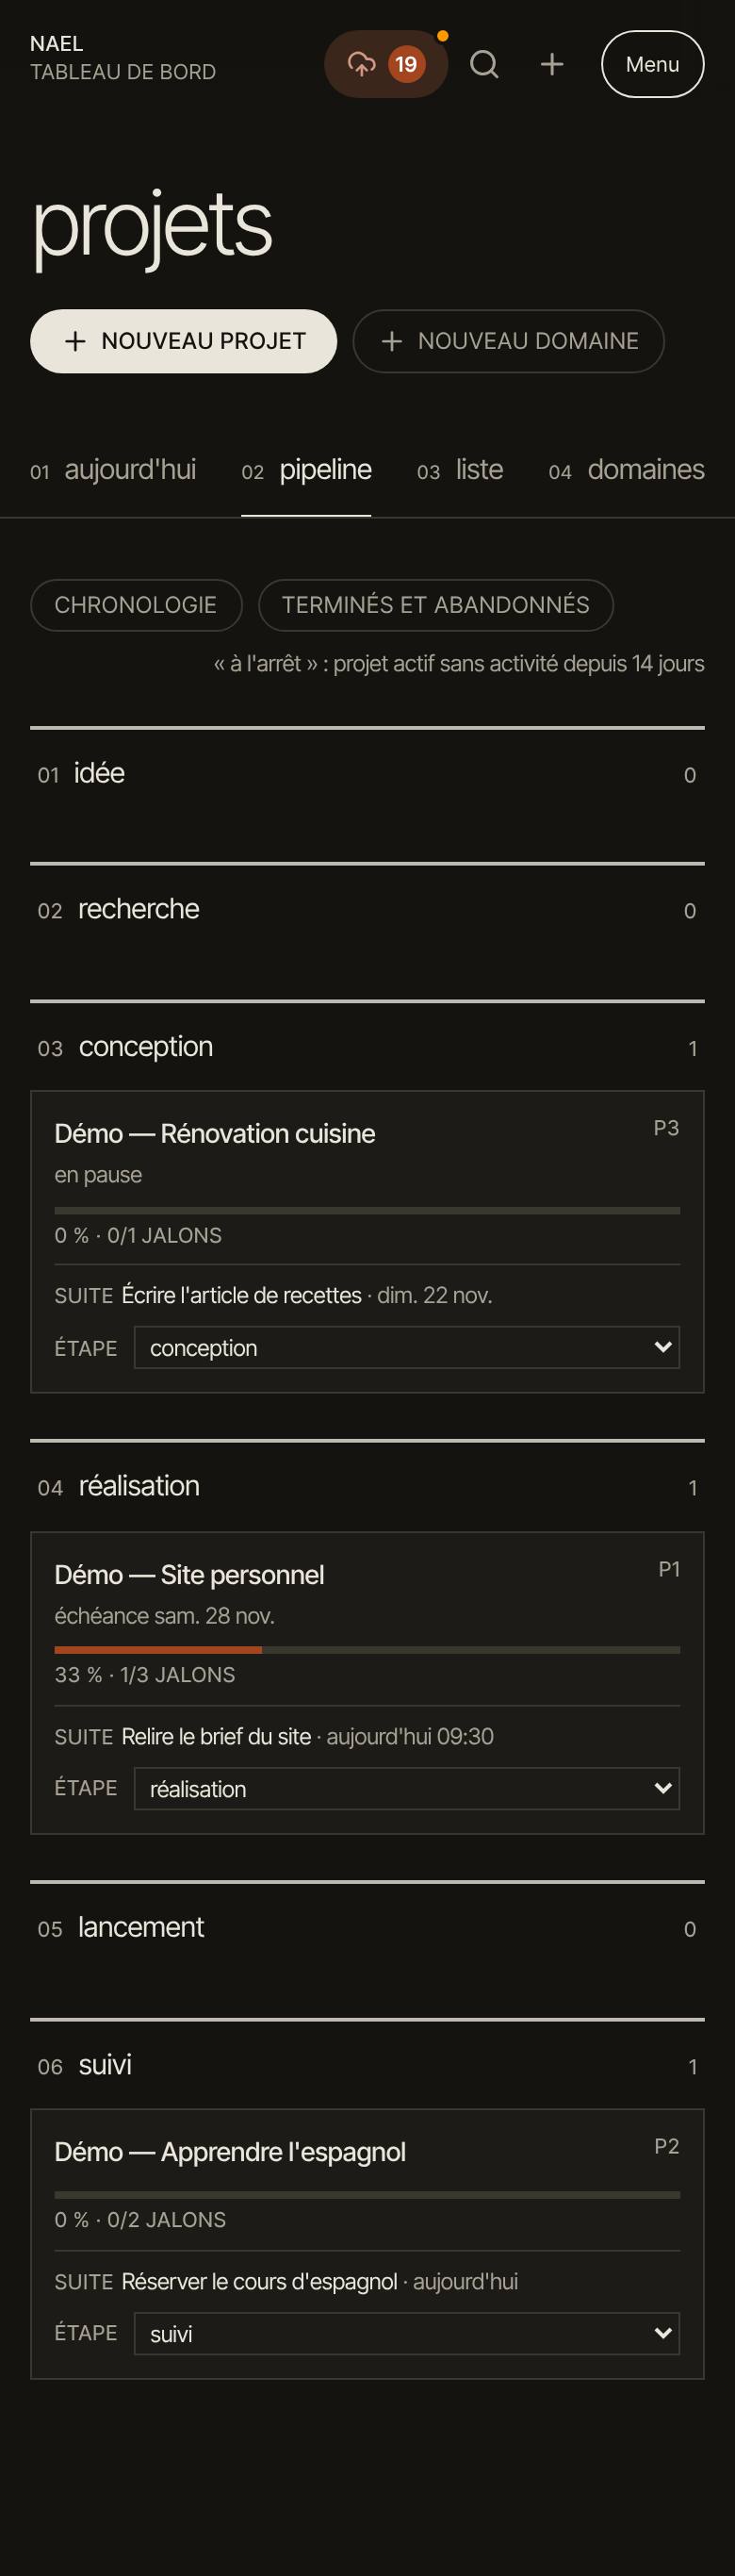 NAEL
TABLEAU DE BORD
19
Menu
projets
NOUVEAU PROJET
NOUVEAU DOMAINE
01 aujourd'hui 02 pipeline 03 liste 04 domaines
CHRONOLOGIE
TERMINÉS ET ABANDONNÉS
« à l'arrêt » : projet actif sans activité depuis 14 jours
01 idée 0
02 recherche 0
03 conception 1
Démo — Rénovation cuisine P3
en pause
0 % · 0/1 JALONS
SUITE Écrire l'article de recettes · dim. 22 nov.
ÉTAPE conception
04 réalisation 1
Démo — Site personnel P1
échéance sam. 28 nov.
33 % · 1/3 JALONS
SUITE Relire le brief du site · aujourd'hui 09:30
ÉTAPE réalisation
05 lancement 0
06 suivi 1
Démo — Apprendre l'espagnol P2
0 % · 0/2 JALONS
SUITE Réserver le cours d'espagnol · aujourd'hui
ÉTAPE suivi